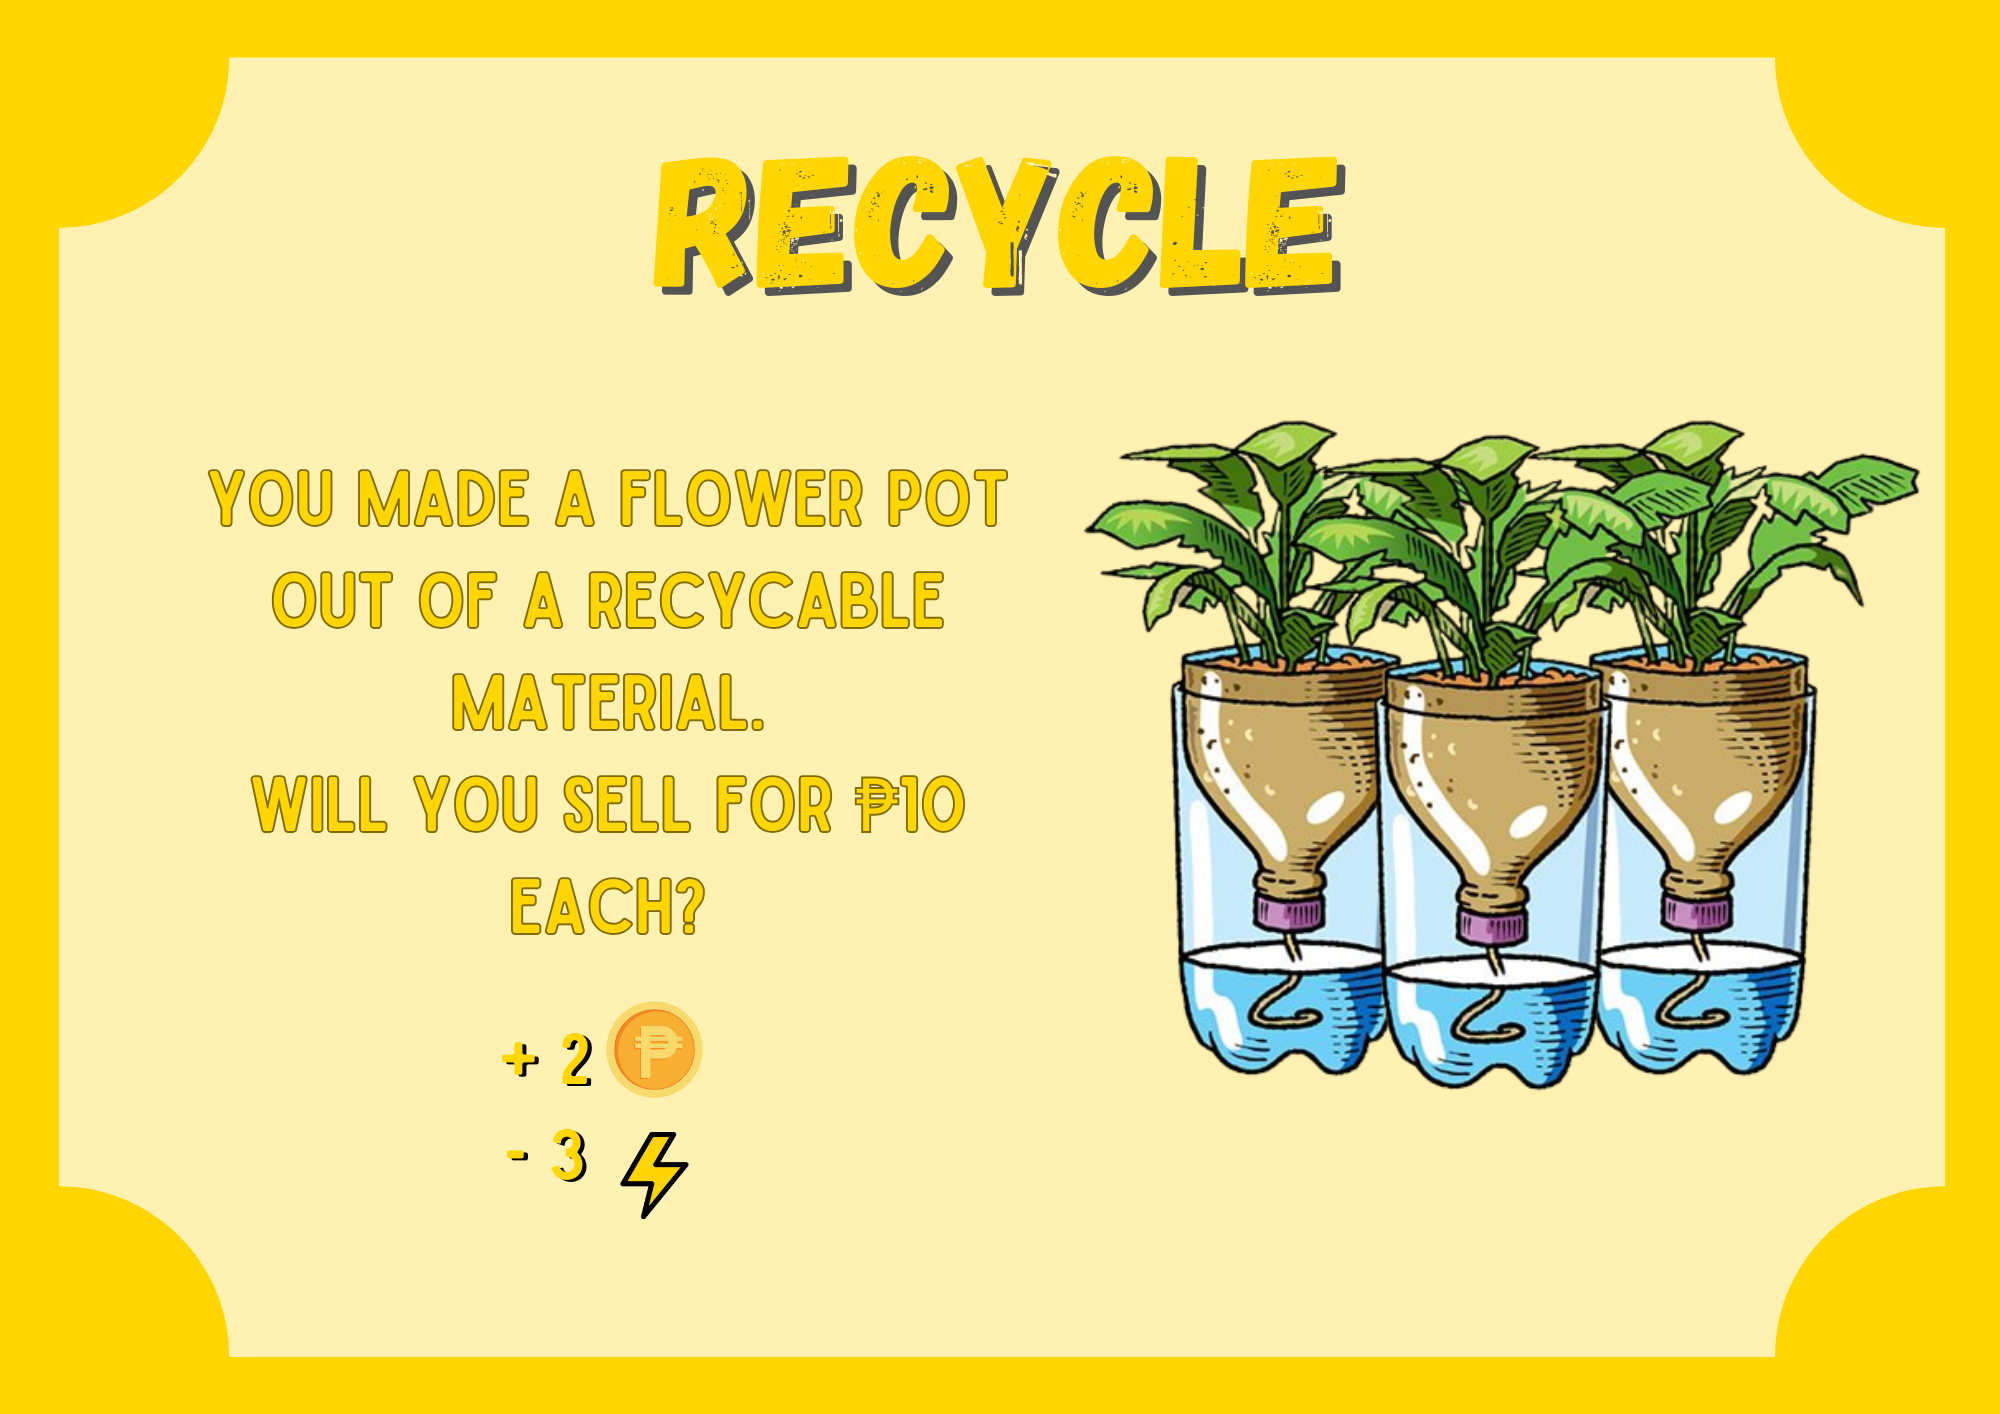 RECYCLE
YOU MADE A FLOWER POT
OUT OF A RECYCABLE
MATERIAL.
WILL YOU SELL FOR ₱10
EACH?
+ 2 ₱
- 3